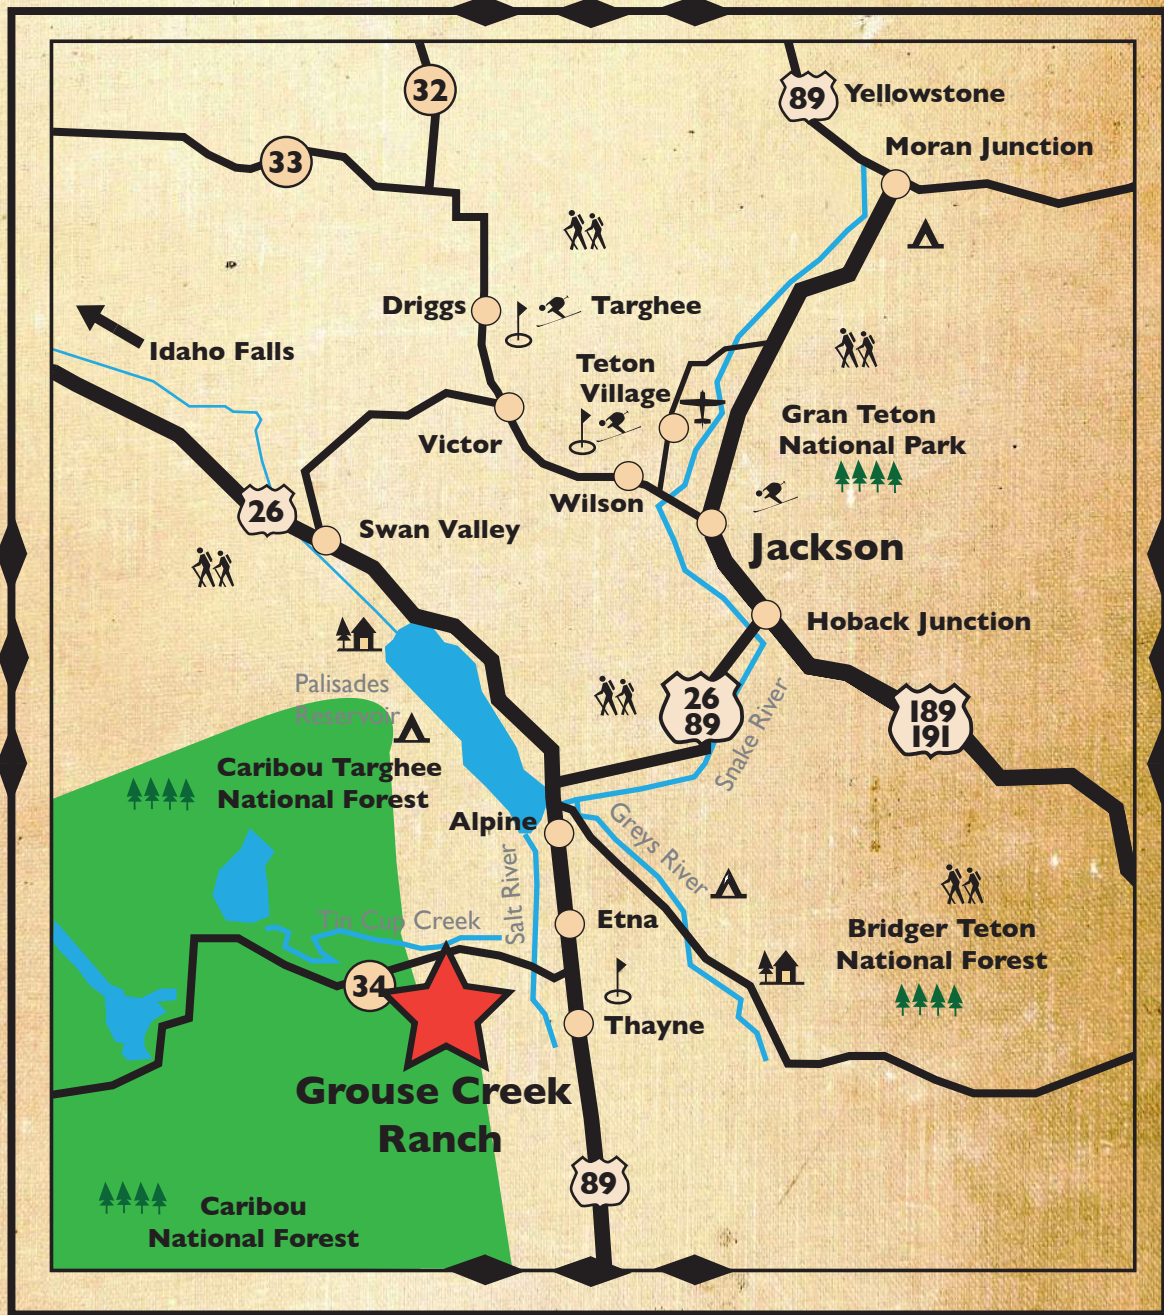 32
89
Yellowstone
Moran Junction
33
Driggs
Targhee
Idaho Falls
Teton
Village
Gran Teton
National Park
Victor
Wilson
26
Swan Valley
Jackson
Hoback Junction
Palisades
Reservoir
26
89
189
191
Snake River
Caribou Targhee
National Forest
Alpine
Greys River
Salt River
Tin Cup Creek
Etna
Bridger Teton
National Forest
34
Thayne
Grouse Creek
Ranch
89
Caribou
National Forest